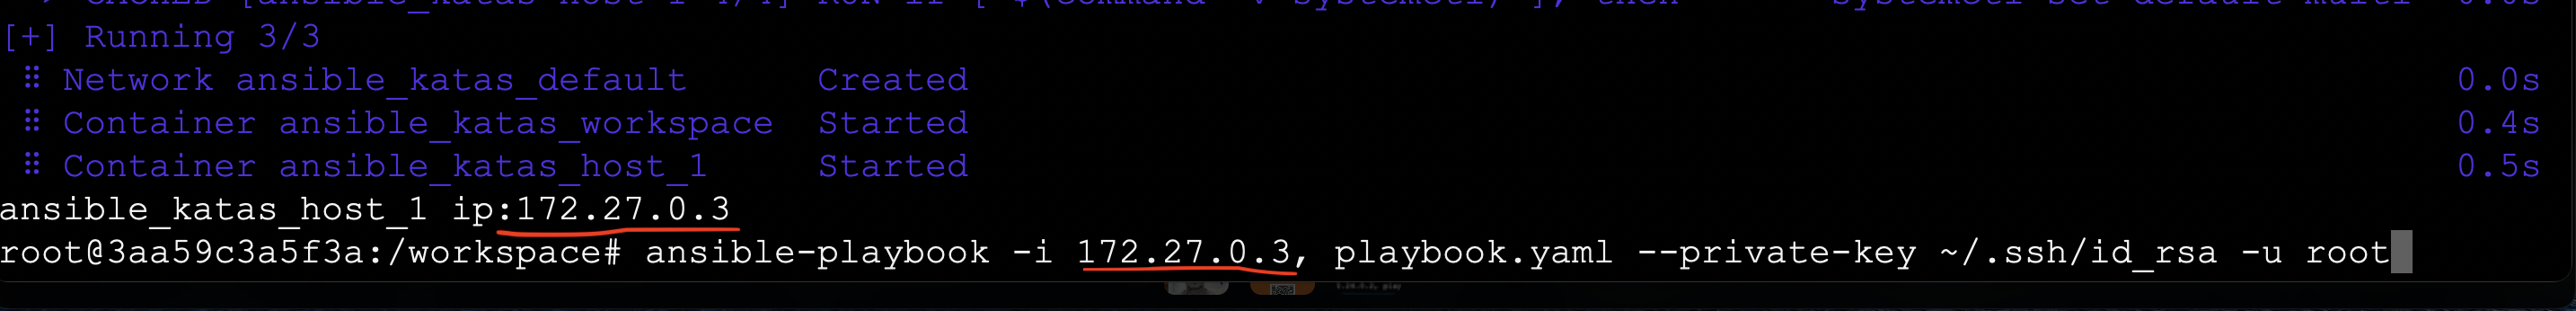 [ansible_katas_host_1
[+] Running 3/3
Network ansible_katas_default Created 0.0s
Container ansible_katas_workspace Started 0.4s
Container ansible_katas_host_1 Started 0.5s
ansible_katas_host_1 ip:172.27.0.3
root@3aa59c3a5f3a:/workspace# ansible-playbook -i 172.27.0.3, playbook.yaml --private-key ~/.ssh/id_rsa -u root